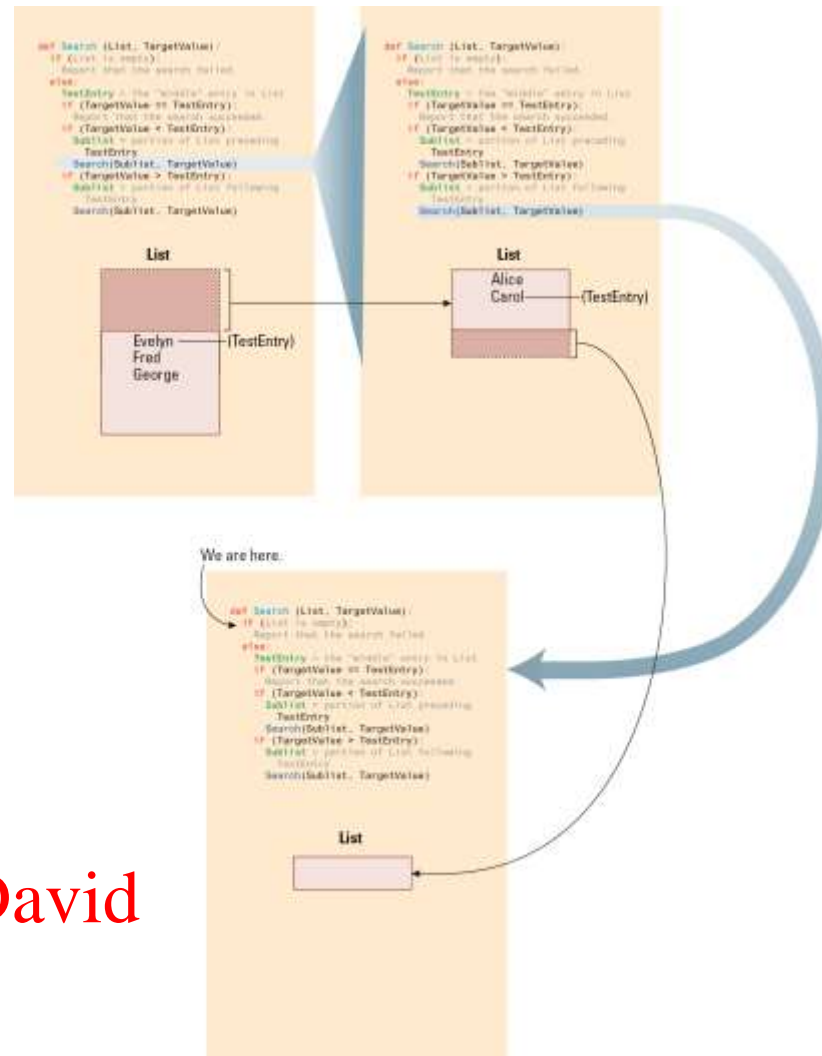 def Search (List, TargetValue):
if (List is empty):
Report that the search failed.
else:
TestEntry = the "middle" entry in List
if (TargetValue == TestEntry):
Report that the search succeeded.
if (TargetValue < TestEntry):
Sublist = portion of List preceding
TestEntry
Search(Sublist, TargetValue)
if (TargetValue > TestEntry):
Sublist = portion of List following
TestEntry
Search(Sublist, TargetValue)
List
Evelyn (TestEntry)
Fred
George
def Search (List, TargetValue):
if (List is empty):
Report that the search failed.
else:
TestEntry = the "middle" entry in List
if (TargetValue == TestEntry):
Report that the search succeeded.
if (TargetValue < TestEntry):
Sublist = portion of List preceding
TestEntry
Search(Sublist, TargetValue)
if (TargetValue > TestEntry):
Sublist = portion of List following
TestEntry
Search(Sublist, TargetValue)
List
Alice
Carol (TestEntry)
We are here.
def Search (List, TargetValue):
if (List is empty):
Report that the search failed.
else:
TestEntry = the "middle" entry in List
if (TargetValue == TestEntry):
Report that the search succeeded.
if (TargetValue < TestEntry):
Sublist = portion of List preceding
TestEntry
Search(Sublist, TargetValue)
if (TargetValue > TestEntry):
Sublist = portion of List following
TestEntry
Search(Sublist, TargetValue)
List
David